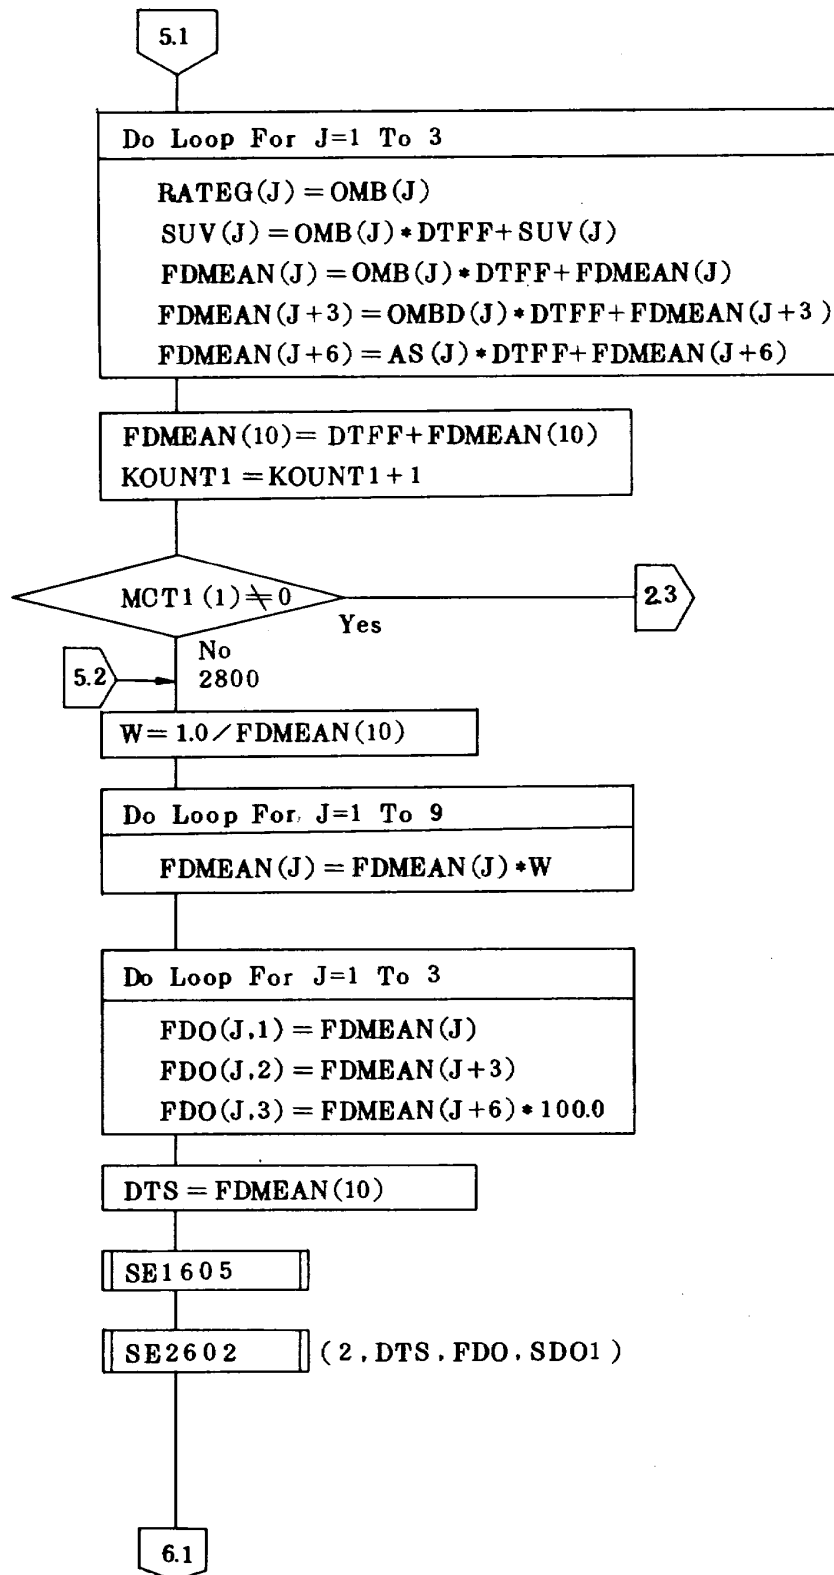 5.1
Do Loop For J=1 To 3
RATEG(J)=OMB(J)
SUV(J)=OMB(J)*DTFF+SUV(J)
FDMEAN(J)=OMB(J)*DTFF+FDMEAN(J)
FDMEAN(J+3)=OMBD(J)*DTFF+FDMEAN(J+3)
FDMEAN(J+6)=AS(J)*DTFF+FDMEAN(J+6)
FDMEAN(10)=DTFF+FDMEAN(10)
KOUNT1=KOUNT1+1
MCT1(1)≠0
2.3
Yes
No
5.2
2800
W=1.0/FDMEAN(10)
Do Loop For J=1 To 9
FDMEAN(J)=FDMEAN(J)*W
Do Loop For J=1 To 3
FDO(J,1)=FDMEAN(J)
FDO(J,2)=FDMEAN(J+3)
FDO(J,3)=FDMEAN(J+6)*100.0
DTS=FDMEAN(10)
SE1605
SE2602 (2,DTS,FDO,SDO1)
6.1